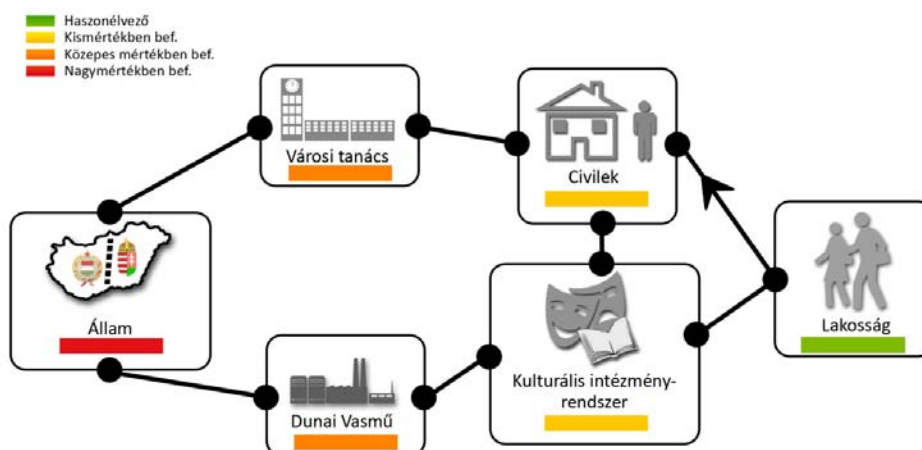 Haszonélvező
Kismértékben bef.
Közepes mértékben bef.
Nagymértékben bef.
Városi tanács
Civilek
Állam
Lakosság
Dunai Vasmű
Kulturális intézmény-
rendszer